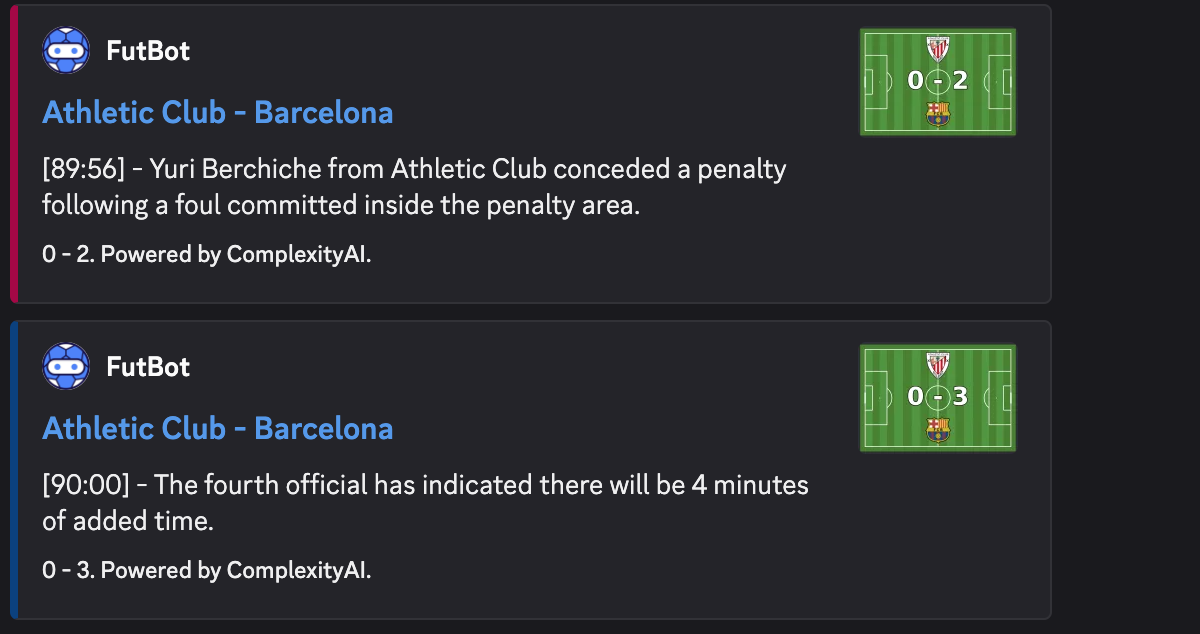 FutBot
Athletic Club - Barcelona
0 - 2
[89:56] - Yuri Berchiche from Athletic Club conceded a penalty
following a foul committed inside the penalty area.
0 - 2. Powered by ComplexityAI.
FutBot
Athletic Club - Barcelona
0 - 3
[90:00] - The fourth official has indicated there will be 4 minutes
of added time.
0 - 3. Powered by ComplexityAI.